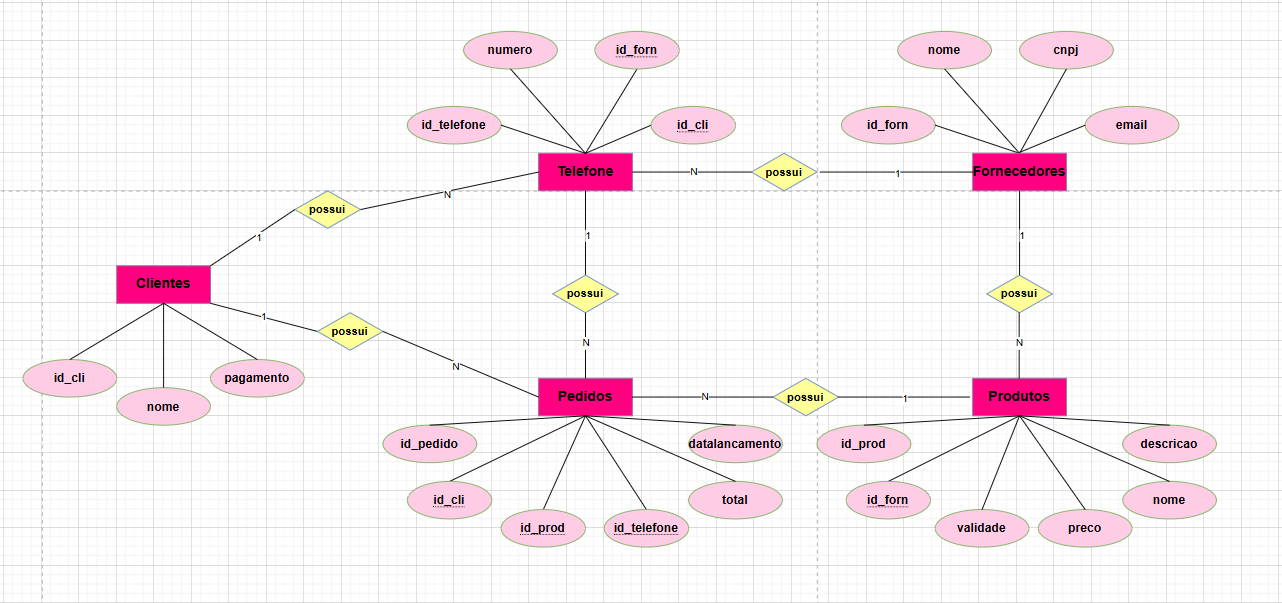 numero
id_forn
nome
cnpj
id_telefone
id_cli
id_forn
email
Telefone
N
possui
1
Fornecedores
N
possui
1
1
1
Clientes
possui
possui
1
possui
N
N
N
id_cli
nome
pagamento
Pedidos
N
possui
1
Produtos
id_pedido
datalancamento
id_prod
descricao
id_cli
total
id_forn
nome
id_prod
id_telefone
validade
preco